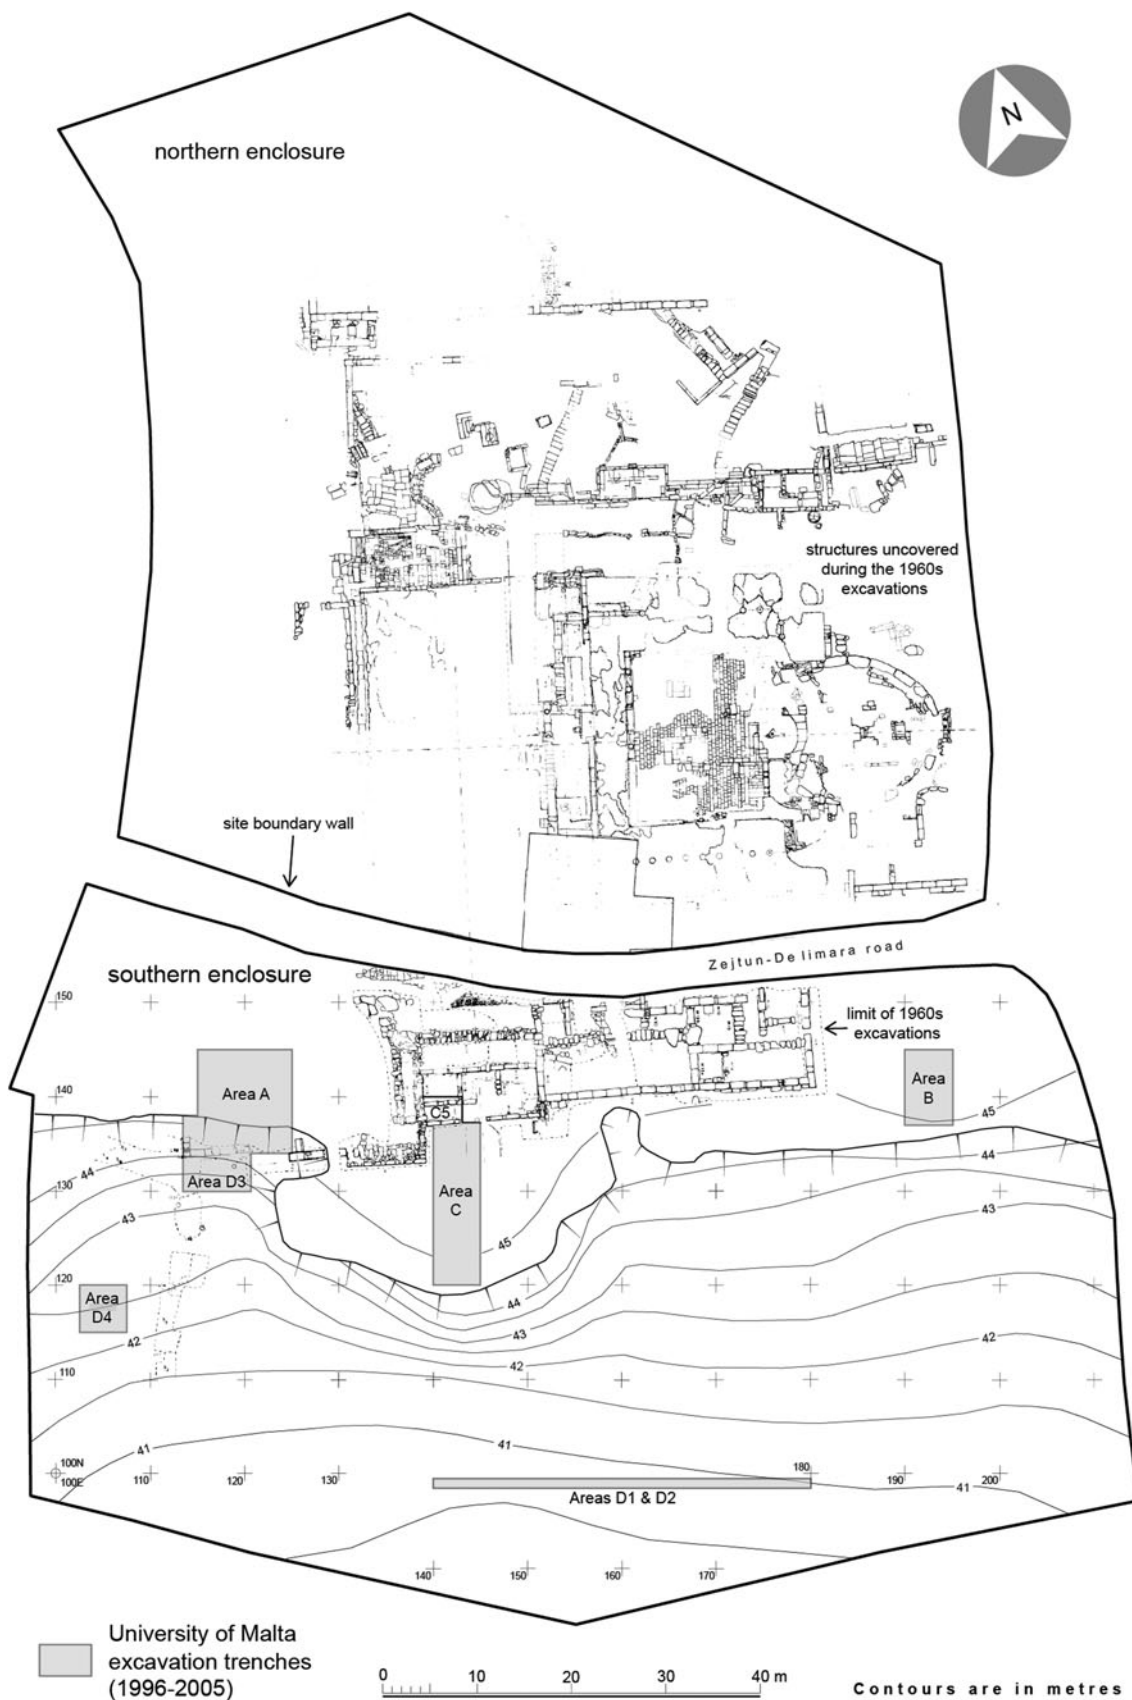 N
northern enclosure
structures uncovered
during the 1960s
excavations
site boundary wall
Zejtun-Delimara road
southern enclosure
150
limit of 1960s
excavations
140
Area A
Area
B
C5
45
44
44
130
Area D3
Area
C
43
43
45
120
Area
D4
44
43
42
42
42
110
41
41
100N
100E
110
120
130
180
190
200
41
Areas D1 & D2
140
150
160
170
University of Malta
excavation trenches
(1996-2005)
0
10
20
30
40 m
Contours are in metres